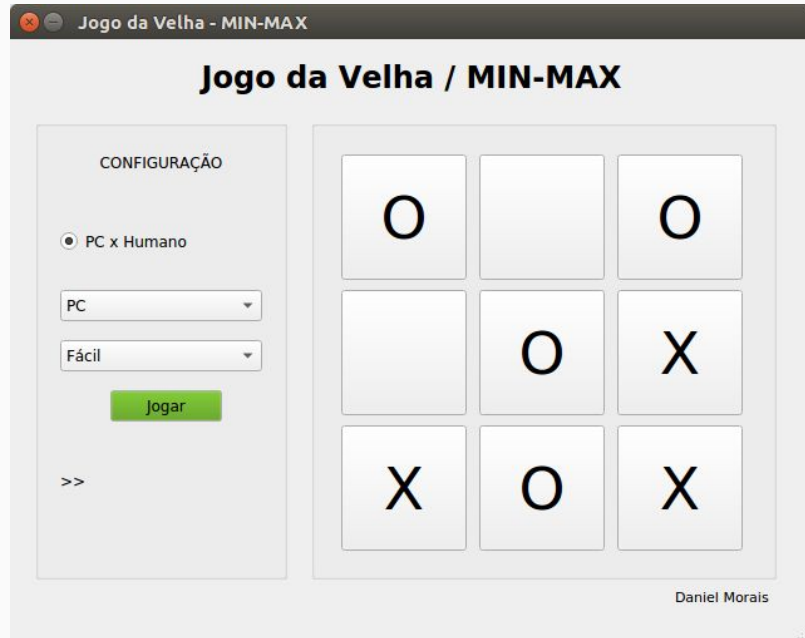 Jogo da Velha - MIN-MAX
Jogo da Velha / MIN-MAX
CONFIGURAÇÃO
PC x Humano
PC
Fácil
Jogar
>>
O O
O X
X O X
Daniel Morais